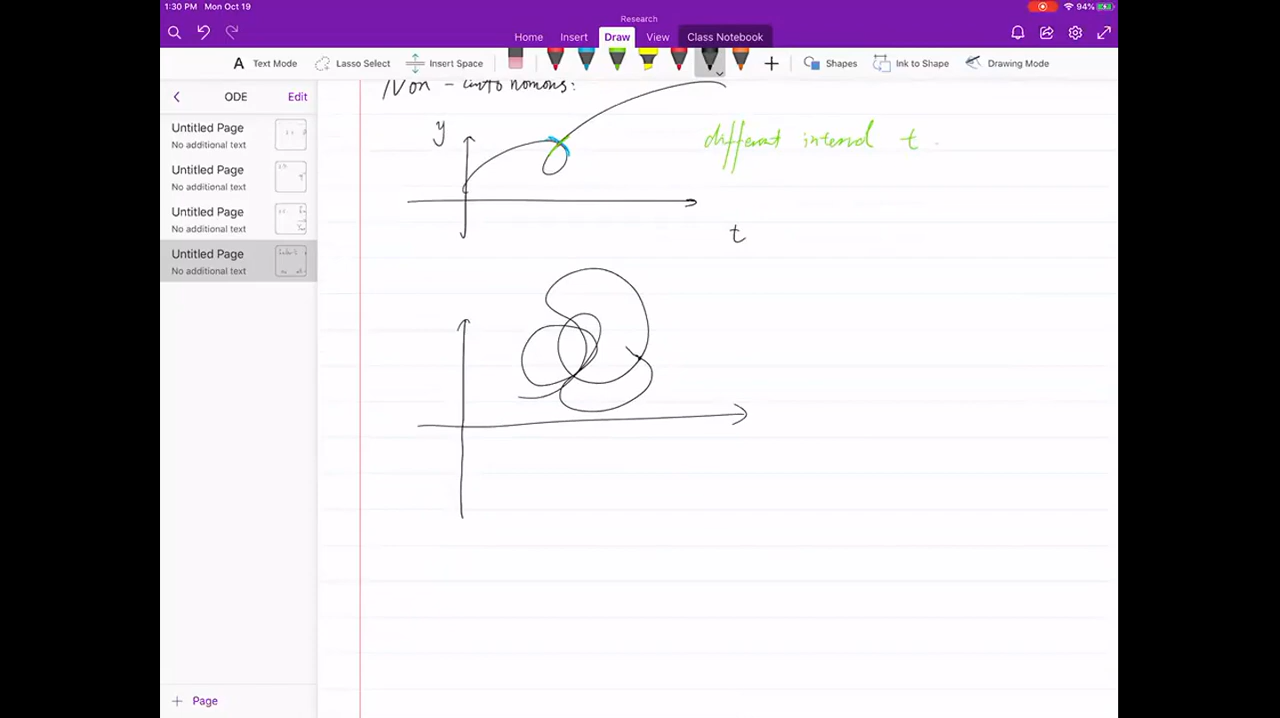 1:30 PM Mon Oct 19
94%
Research
Home Insert Draw View Class Notebook
Text Mode Lasso Select Insert Space Shapes Ink to Shape Drawing Mode
ODE Edit
Untitled Page
No additional text
Untitled Page
No additional text
Untitled Page
No additional text
Untitled Page
No additional text
Page
Non - autonomous:
y
different interval t
t